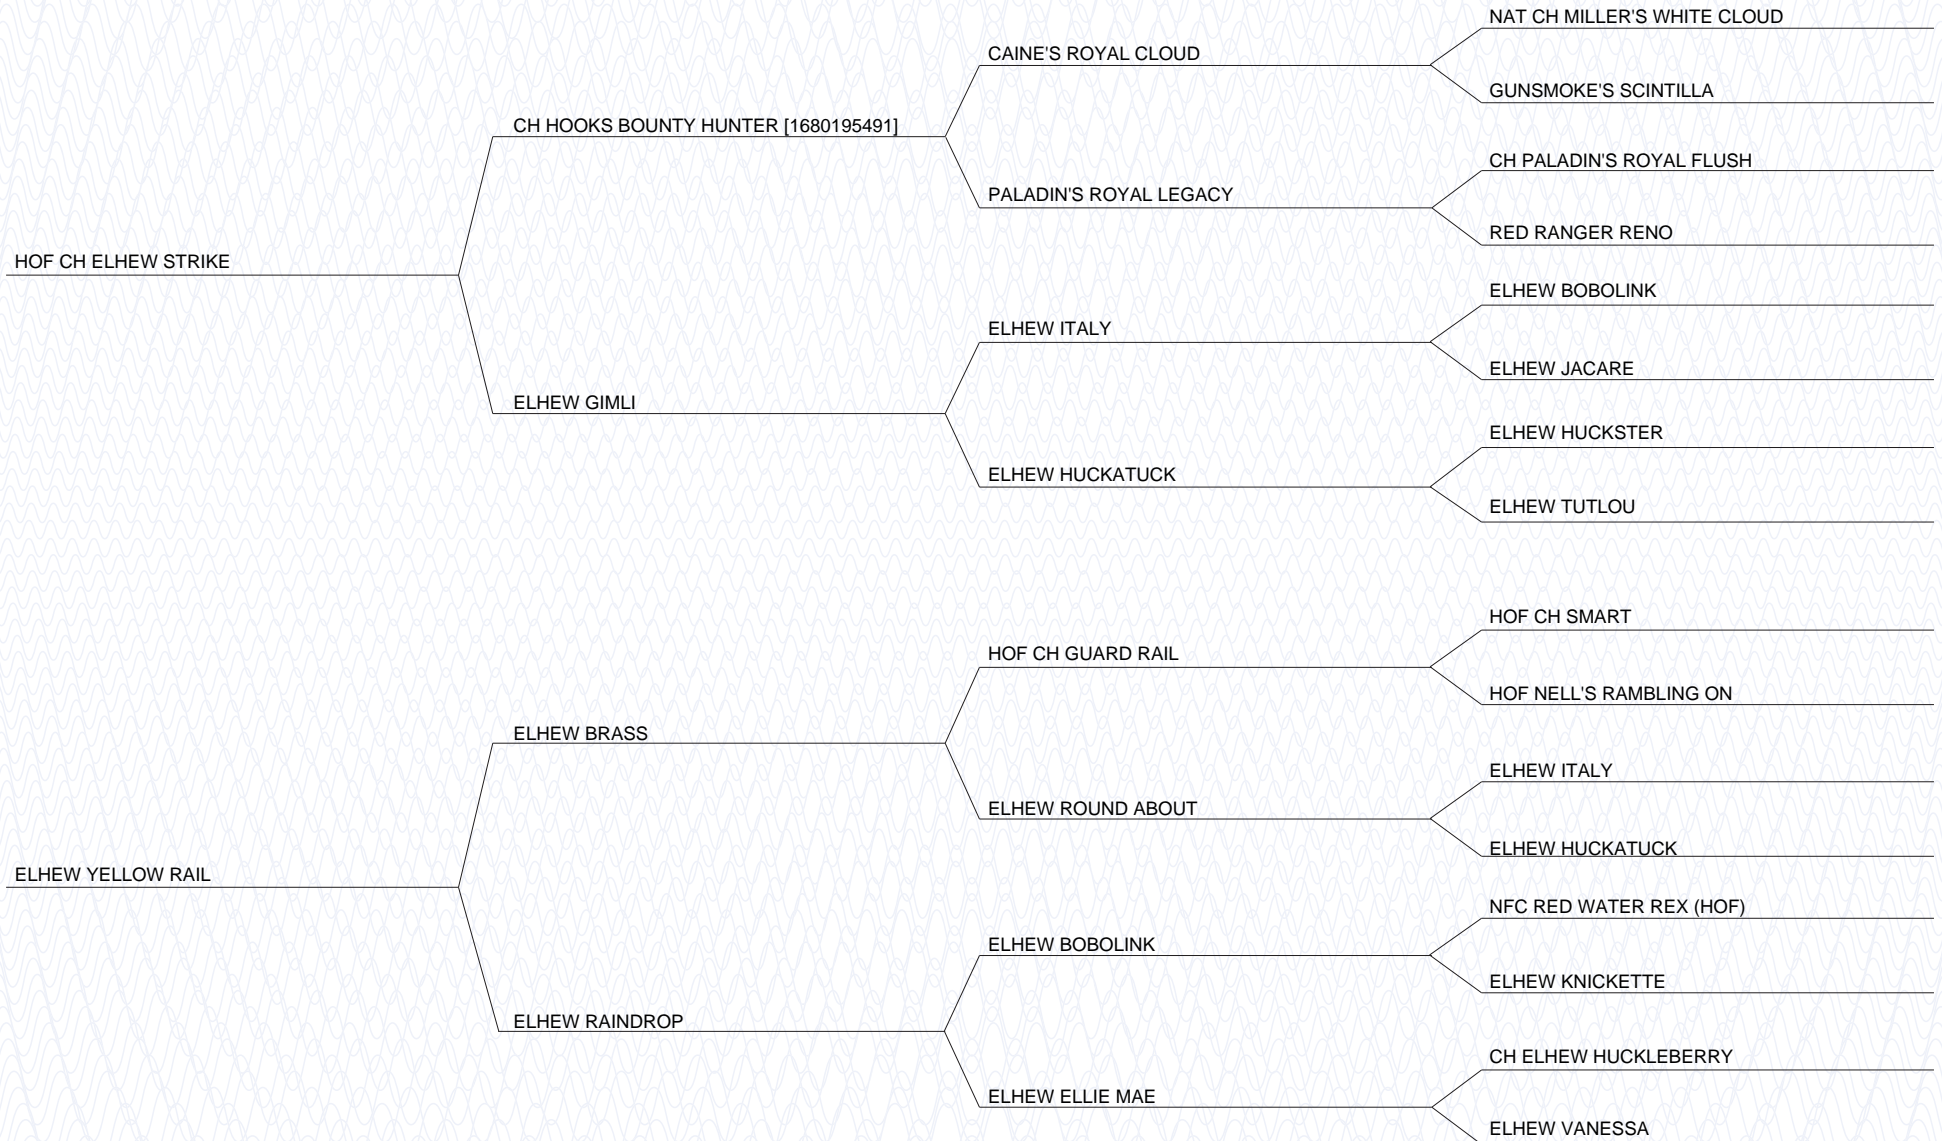 NAT CH MILLER'S WHITE CLOUD
CAINE'S ROYAL CLOUD
GUNSMOKE'S SCINTILLA
CH HOOKS BOUNTY HUNTER [1680195491]
CH PALADIN'S ROYAL FLUSH
PALADIN'S ROYAL LEGACY
RED RANGER RENO
HOF CH ELHEW STRIKE
ELHEW BOBOLINK
ELHEW ITALY
ELHEW JACARE
ELHEW GIMLI
ELHEW HUCKSTER
ELHEW HUCKATUCK
ELHEW TUTLOU
HOF CH SMART
HOF CH GUARD RAIL
HOF NELL'S RAMBLING ON
ELHEW BRASS
ELHEW ITALY
ELHEW ROUND ABOUT
ELHEW HUCKATUCK
ELHEW YELLOW RAIL
NFC RED WATER REX (HOF)
ELHEW BOBOLINK
ELHEW KNICKETTE
ELHEW RAINDROP
CH ELHEW HUCKLEBERRY
ELHEW ELLIE MAE
ELHEW VANESSA